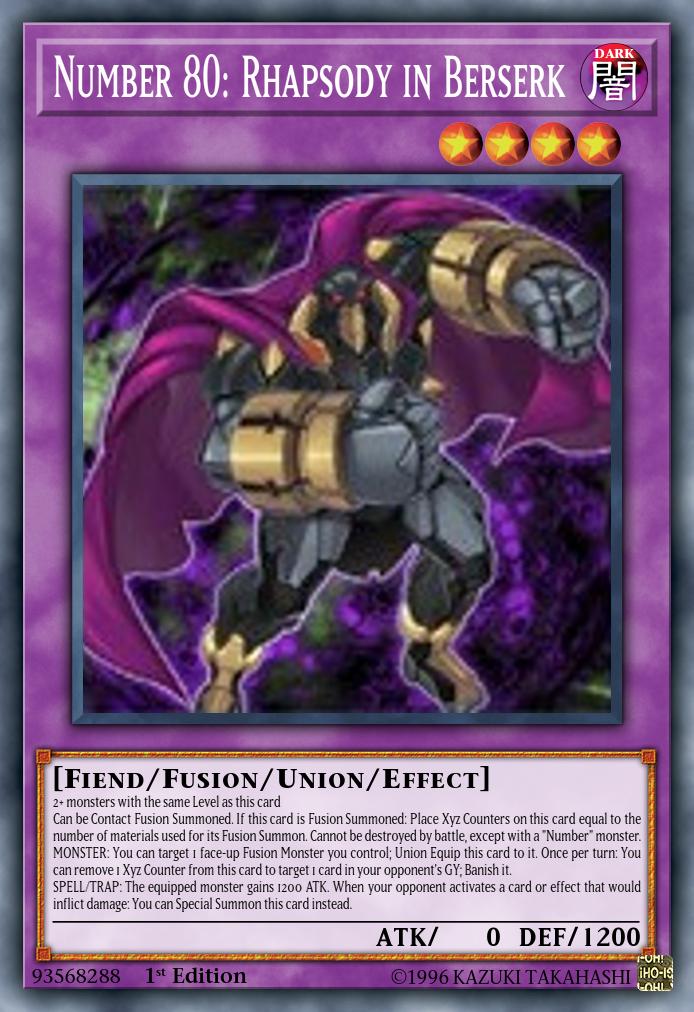 NUMBER 80: RHAPSODY IN BERSERK
DARK
闇
[FIEND/FUSION/UNION/EFFECT]
2+ monsters with the same Level as this card
Can be Contact Fusion Summoned. If this card is Fusion Summoned: Place Xyz Counters on this card equal to the
number of materials used for its Fusion Summon. Cannot be destroyed by battle, except with a "Number" monster.
MONSTER: You can target 1 face-up Fusion Monster you control; Union Equip this card to it. Once per turn: You
can remove 1 Xyz Counter from this card to target 1 card in your opponent's GY; Banish it.
SPELL/TRAP: The equipped monster gains 1200 ATK. When your opponent activates a card or effect that would
inflict damage: You can Special Summon this card instead.
ATK/ 0 DEF/1200
93568288 1st Edition ©1996 KAZUKI TAKAHASHI